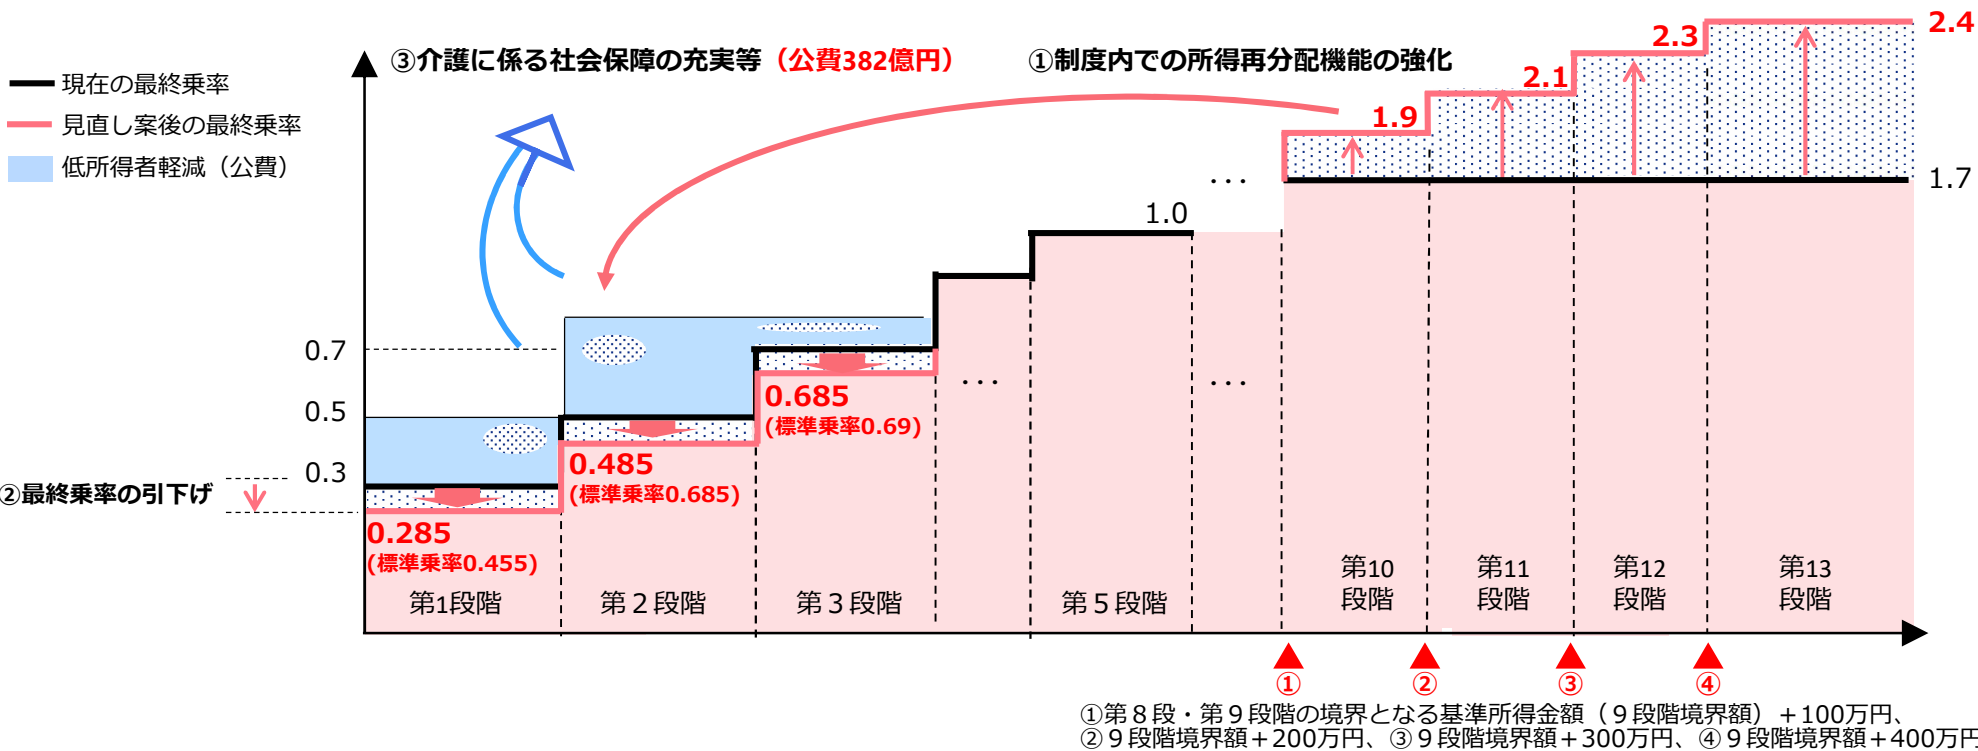 ③介護に係る社会保障の充実等（公費382億円）
①制度内での所得再分配機能の強化
現在の最終乗率
見直し案後の最終乗率
低所得者軽減（公費）
2.4
2.3
2.1
1.9
1.7
1.0
…
0.7
0.5
0.3
②最終乗率の引下げ
…
…
0.685
(標準乗率0.69)
0.485
(標準乗率0.685)
0.285
(標準乗率0.455)
第1段階
第２段階
第３段階
第５段階
第10
段階
第11
段階
第12
段階
第13
段階
①
②
③
④
①第８段・第９段階の境界となる基準所得金額（９段階境界額）＋100万円、
②９段階境界額＋200万円、③９段階境界額＋300万円、④９段階境界額＋400万円